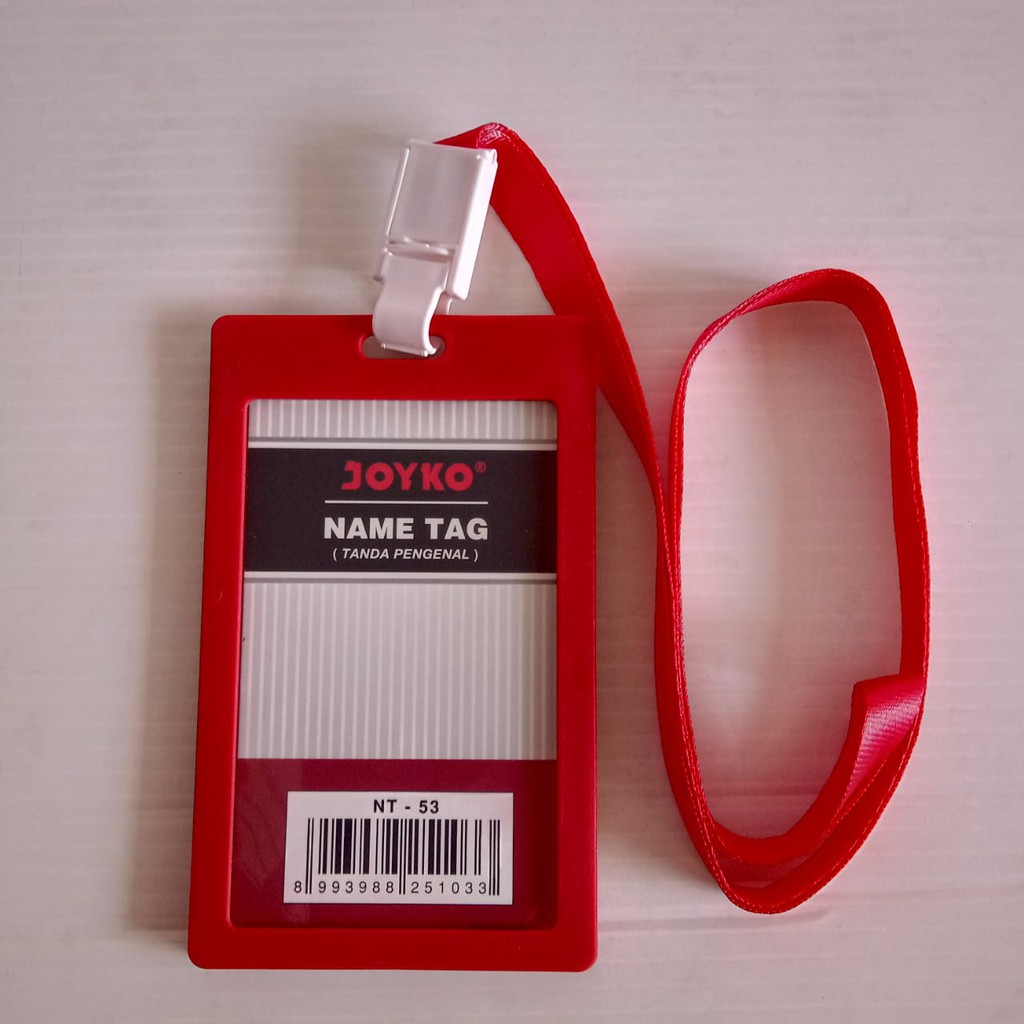 JOYKO®
NAME TAG
( TANDA PENGENAL )
NT - 53
8 993988 251033